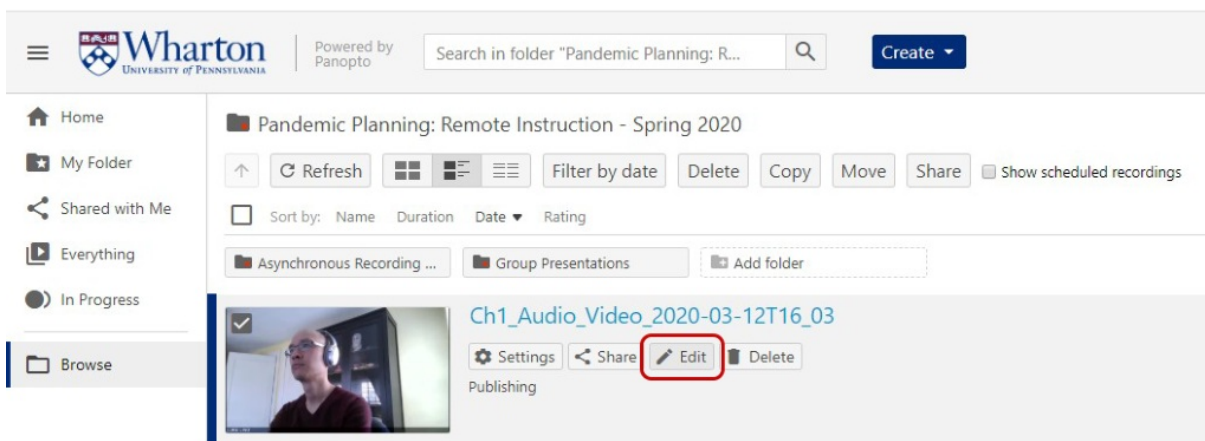 Wharton
UNIVERSITY of PENNSYLVANIA
Powered by
Panopto
Search in folder "Pandemic Planning: R...
Create
Home
My Folder
Shared with Me
Everything
In Progress
Browse
Pandemic Planning: Remote Instruction - Spring 2020
Refresh Filter by date Delete Copy Move Share Show scheduled recordings
Sort by: Name Duration Date Rating
Asynchronous Recording ... Group Presentations Add folder
Ch1_Audio_Video_2020-03-12T16_03
Settings Share Edit Delete
Publishing